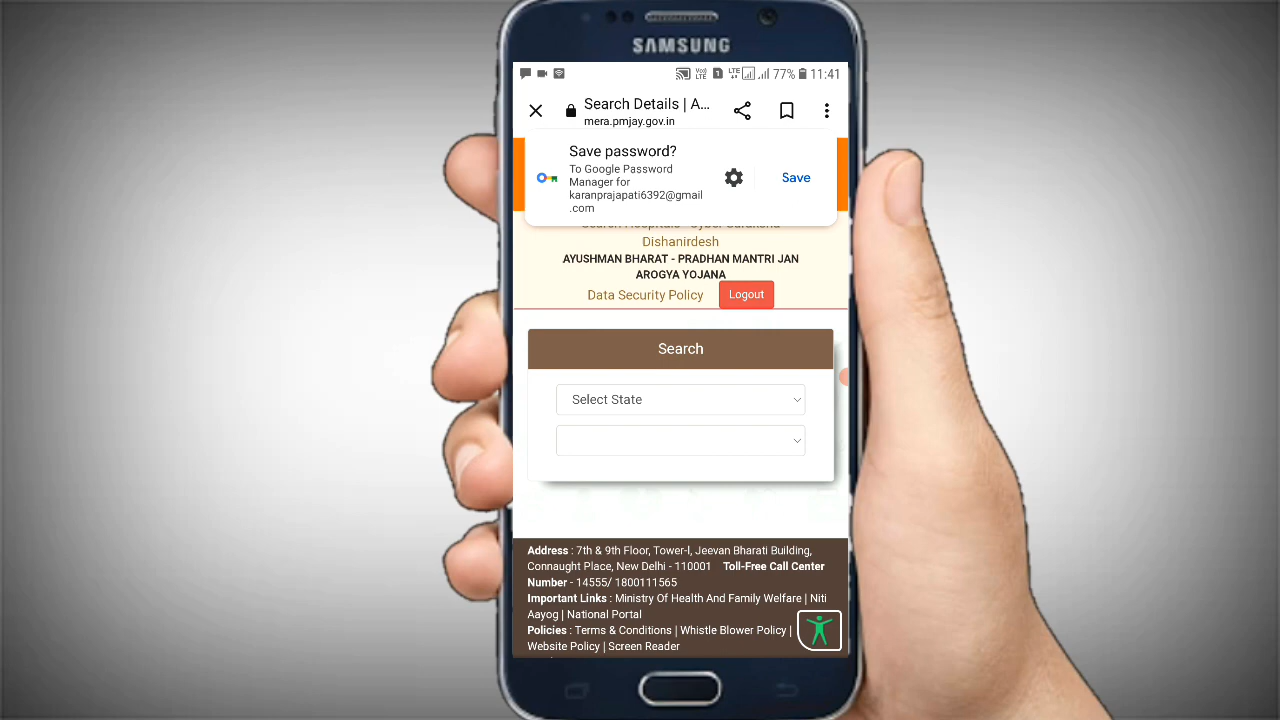 SAMSUNG
77% 11:41
Search Details | A...
mera.pmjay.gov.in
Save password?
To Google Password
Manager for
karanprajapati6392@gmail
.com
Save
Dishanirdesh
AYUSHMAN BHARAT - PRADHAN MANTRI JAN
AROGYA YOJANA
Data Security Policy Logout
Search
Select State
Address : 7th & 9th Floor, Tower-l, Jeevan Bharati Building,
Connaught Place, New Delhi - 110001 Toll-Free Call Center
Number - 14555/ 1800111565
Important Links : Ministry Of Health And Family Welfare | Niti
Aayog | National Portal
Policies : Terms & Conditions | Whistle Blower Policy |
Website Policy | Screen Reader